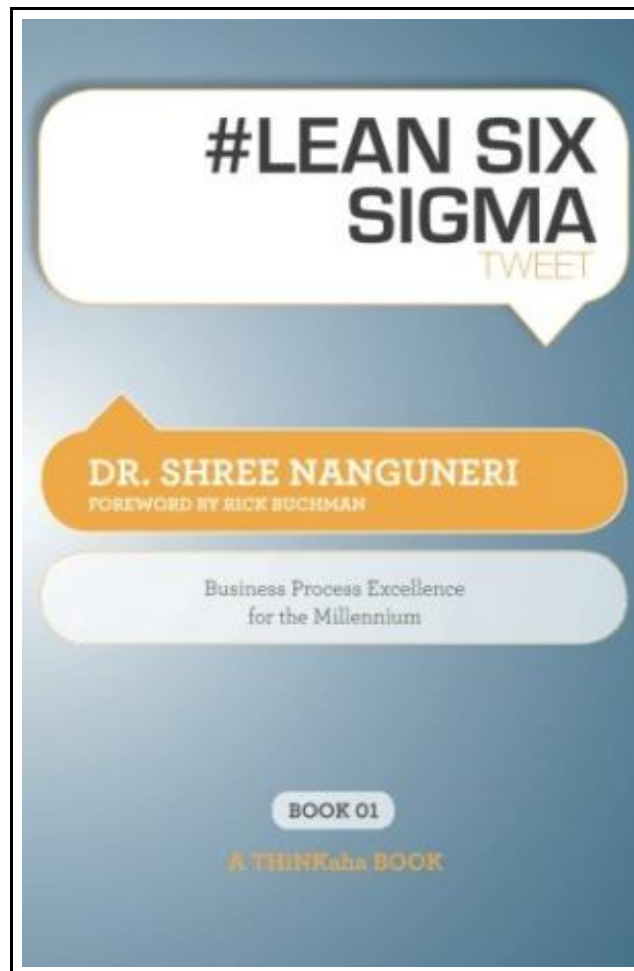 #LEAN SIX
SIGMA
TWEET
DR. SHREE NANGUNERI
FOREWORD BY RICK BUCHMAN
Business Process Excellence
for the Millennium
BOOK 01
A THiNKaha BOOK